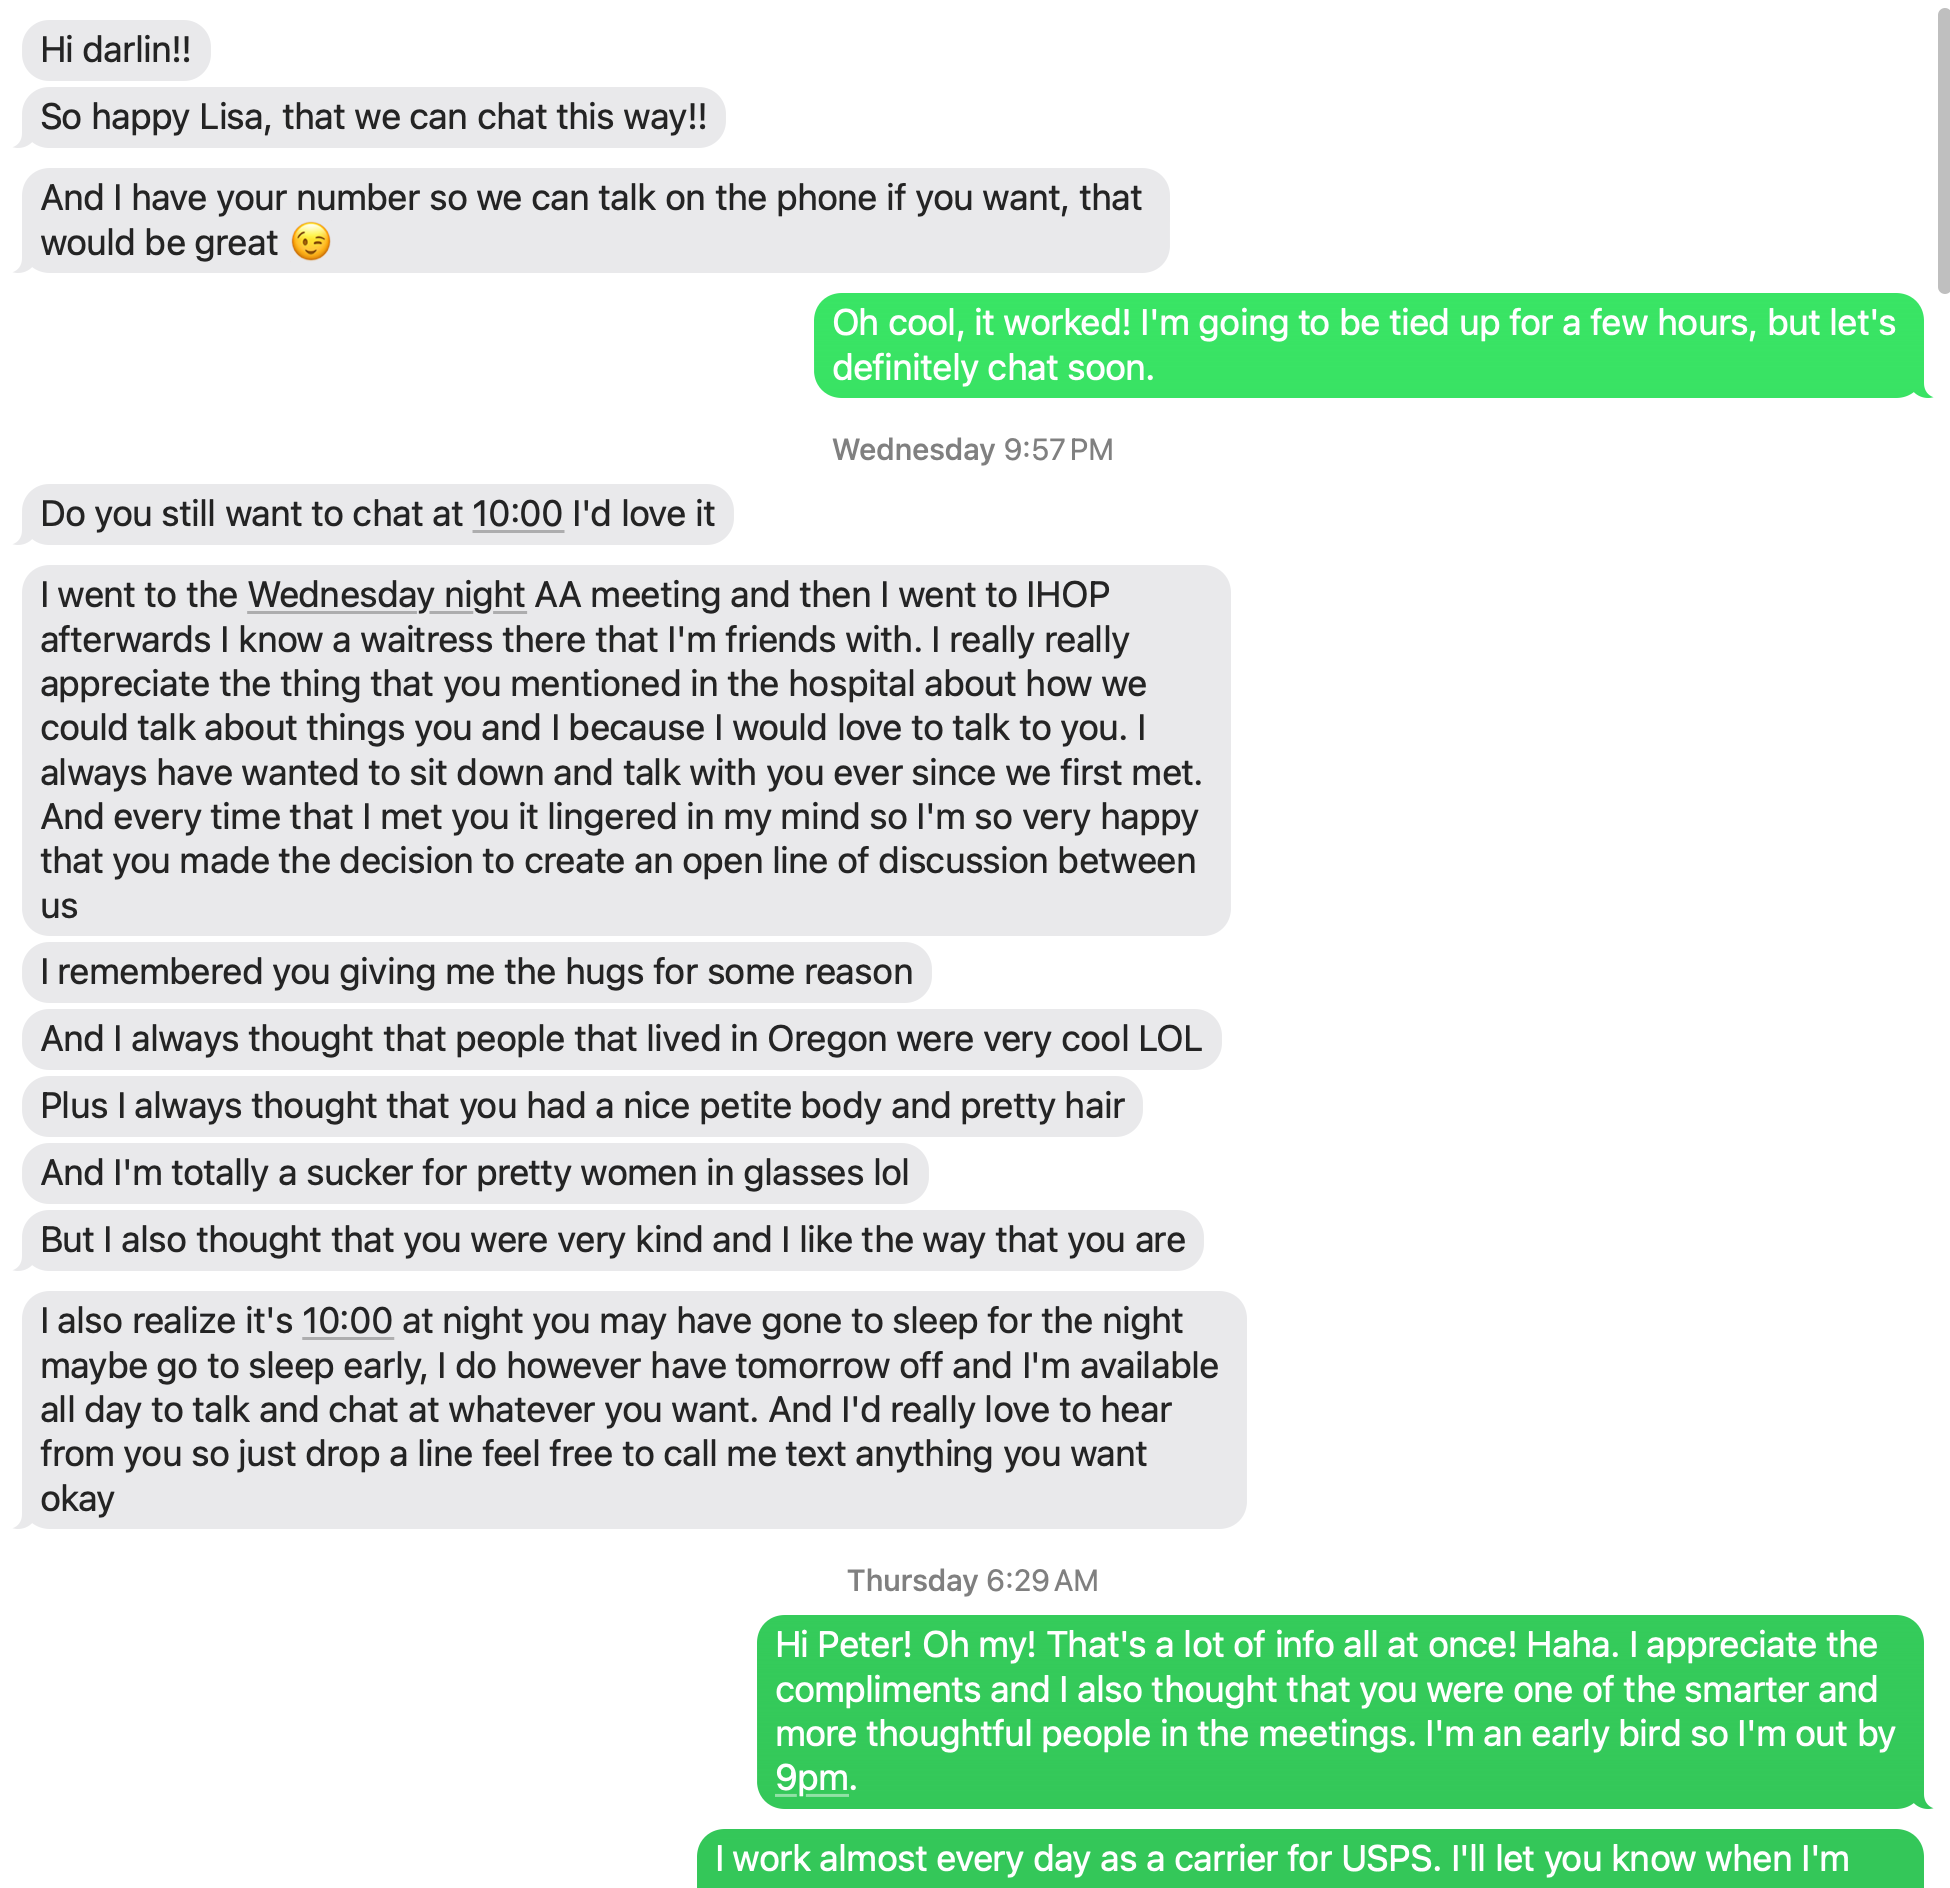 Hi darlin!!
So happy Lisa, that we can chat this way!!
And I have your number so we can talk on the phone if you want, that
would be great 😉
Oh cool, it worked! I'm going to be tied up for a few hours, but let's
definitely chat soon.
Wednesday 9:57 PM
Do you still want to chat at 10:00 I'd love it
I went to the Wednesday night AA meeting and then I went to IHOP
afterwards I know a waitress there that I'm friends with. I really really
appreciate the thing that you mentioned in the hospital about how we
could talk about things you and I because I would love to talk to you. I
always have wanted to sit down and talk with you ever since we first met.
And every time that I met you it lingered in my mind so I'm so very happy
that you made the decision to create an open line of discussion between
us
I remembered you giving me the hugs for some reason
And I always thought that people that lived in Oregon were very cool LOL
Plus I always thought that you had a nice petite body and pretty hair
And I'm totally a sucker for pretty women in glasses lol
But I also thought that you were very kind and I like the way that you are
I also realize it's 10:00 at night you may have gone to sleep for the night
maybe go to sleep early, I do however have tomorrow off and I'm available
all day to talk and chat at whatever you want. And I'd really love to hear
from you so just drop a line feel free to call me text anything you want
okay
Thursday 6:29 AM
Hi Peter! Oh my! That's a lot of info all at once! Haha. I appreciate the
compliments and I also thought that you were one of the smarter and
more thoughtful people in the meetings. I'm an early bird so I'm out by
9pm.
I work almost every day as a carrier for USPS. I'll let you know when I'm